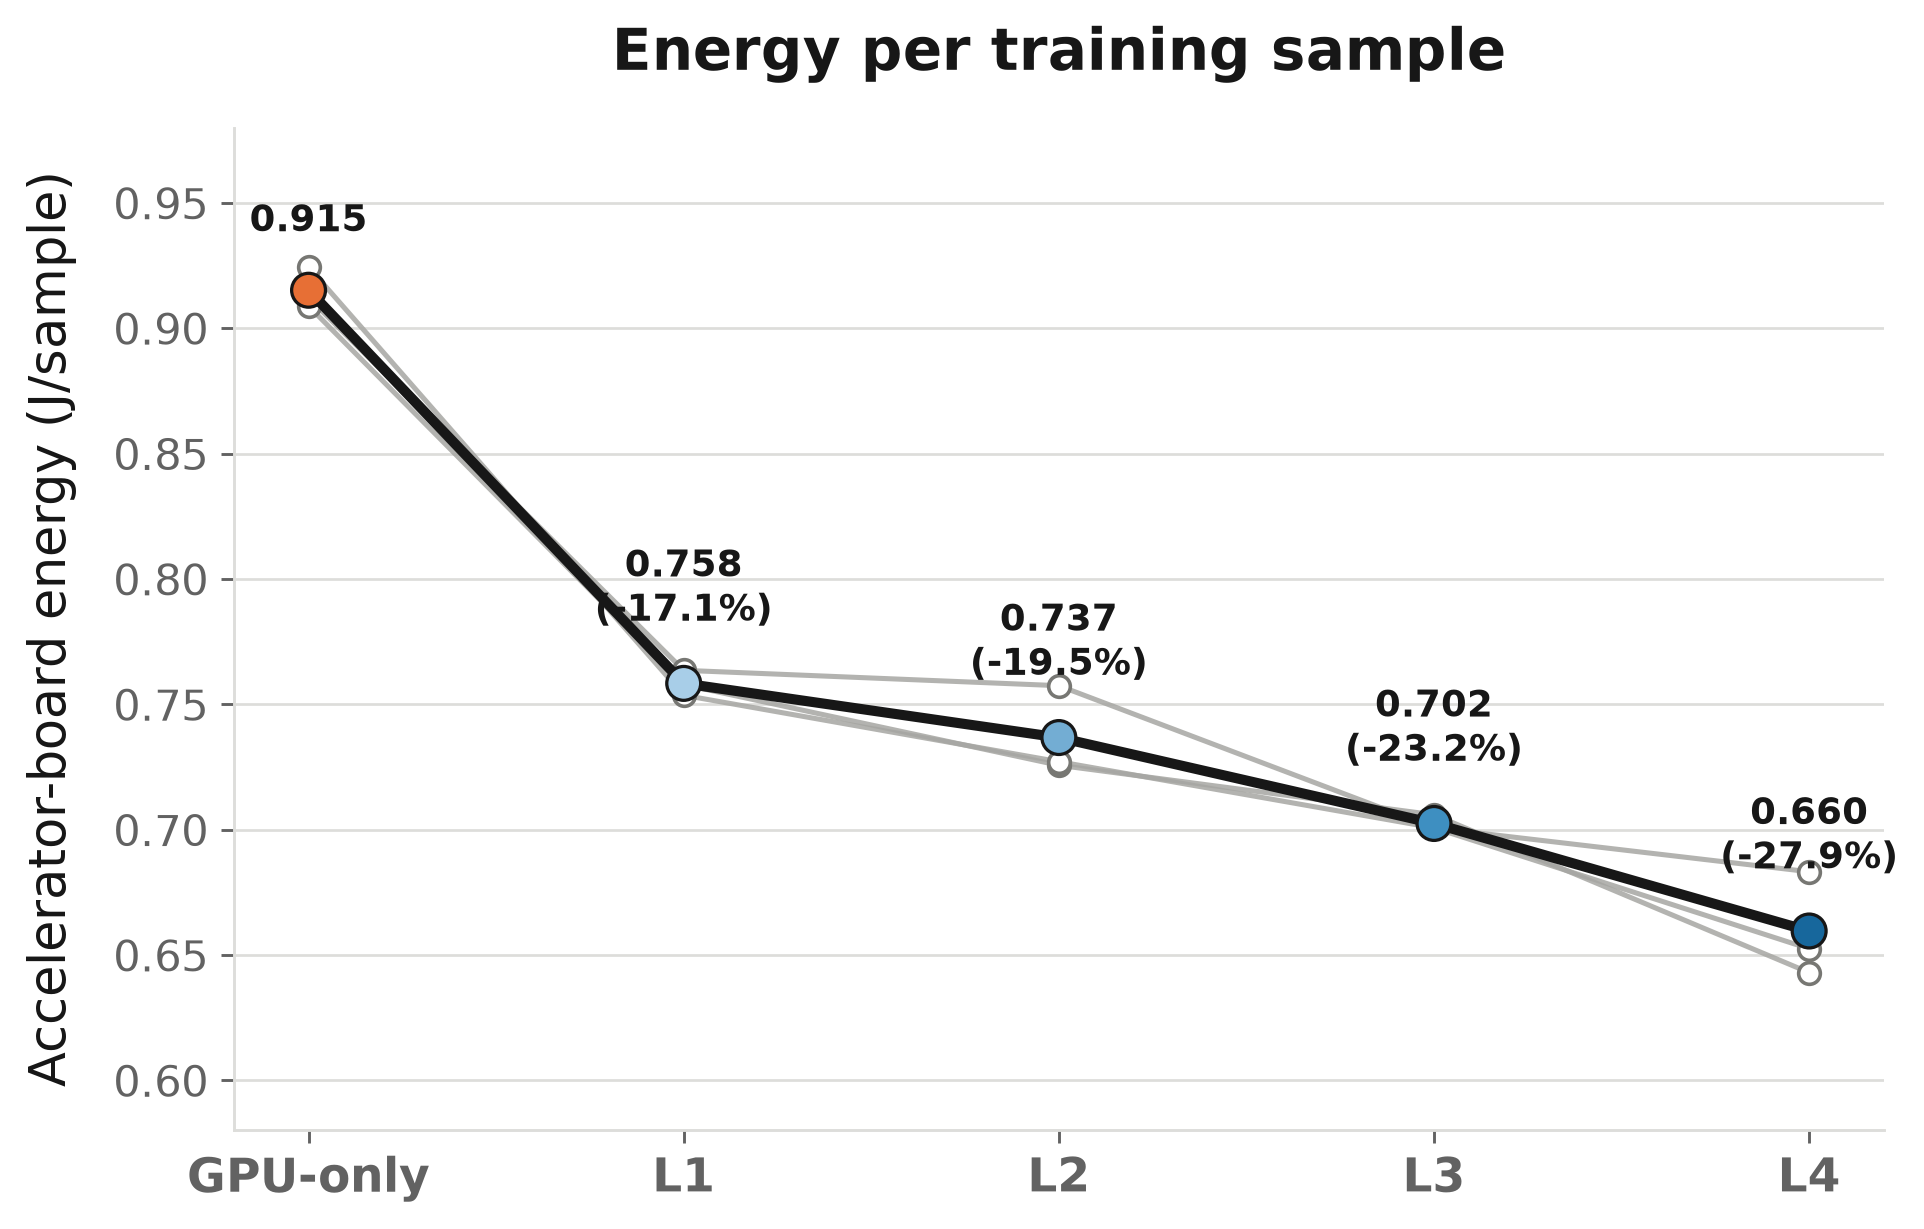 Energy per training sample
Accelerator-board energy (J/sample)
0.95
0.90
0.85
0.80
0.75
0.70
0.65
0.60
0.915
0.758
(-17.1%)
0.737
(-19.5%)
0.702
(-23.2%)
0.660
(-27.9%)
GPU-only
L1
L2
L3
L4